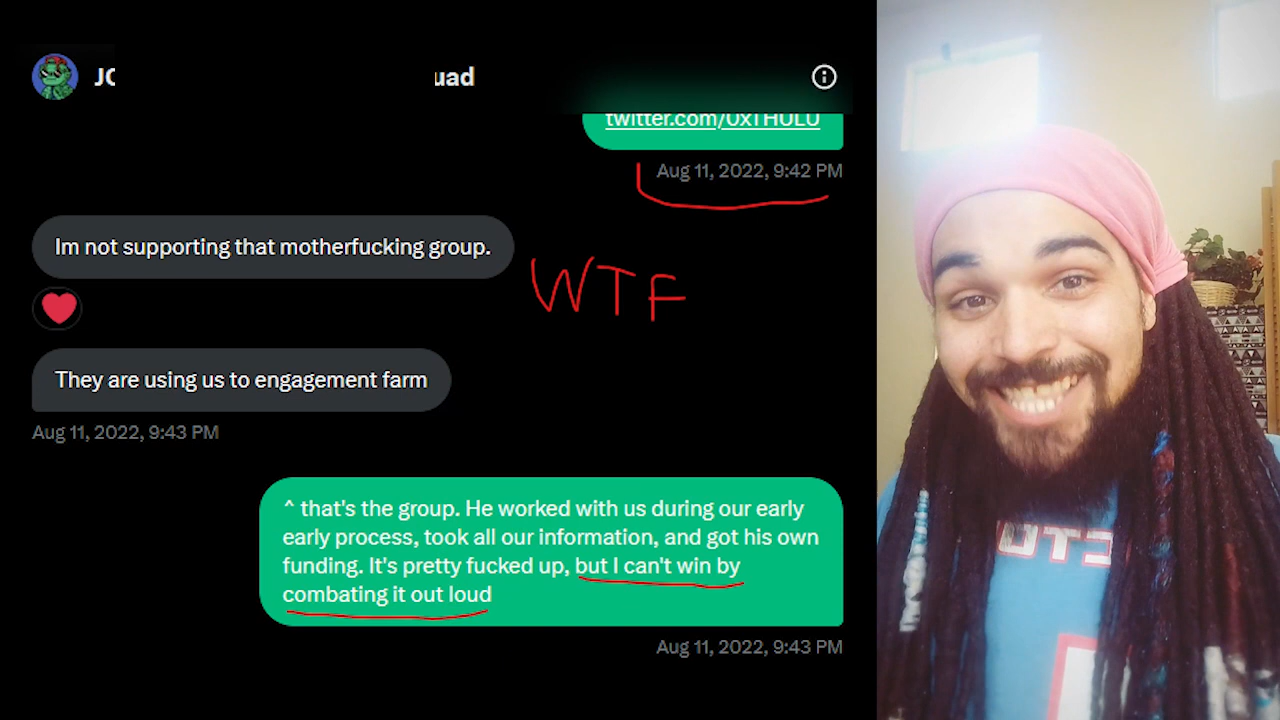 JO
uad
twitter.com/0xTHULU
Aug 11, 2022, 9:42 PM
Im not supporting that motherfucking group.
WTF
They are using us to engagement farm
Aug 11, 2022, 9:43 PM
^ that's the group. He worked with us during our early
early process, took all our information, and got his own
funding. It's pretty fucked up, but I can't win by
combating it out loud
Aug 11, 2022, 9:43 PM